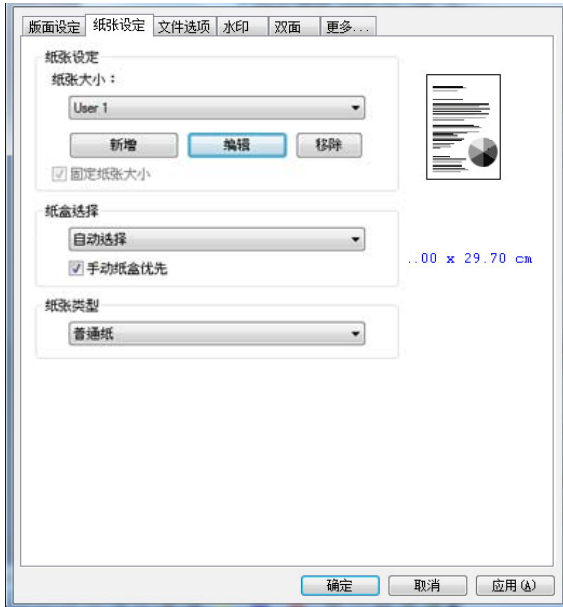 版面设定 纸张设定 文件选项 水印 双面 更多...
纸张设定
纸张大小：
User 1
新增 编辑 移除
固定纸张大小
纸盒选择
自动选择
手动纸盒优先
..00 x 29.70 cm
纸张类型
普通纸
确定 取消 应用(A)